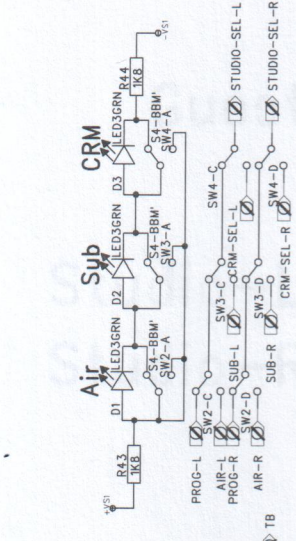 Air
Sub
CRM
+VS1
R43
1K8
D1
LED3GRN
D2
LED3GRN
D3
LED3GRN
R44
1K8
-VS1
S4-BBM'
SW2-A
S4-BBM'
SW3-A
S4-BBM'
SW4-A
PROG-L
AIR-L
PROG-R
AIR-R
SW2-C
SW2-D
SUB-L
SUB-R
SW3-C
SW3-D
CRM-SEL-L
CRM-SEL-R
SW4-C
SW4-D
STUDIO-SEL-L
STUDIO-SEL-R
TB